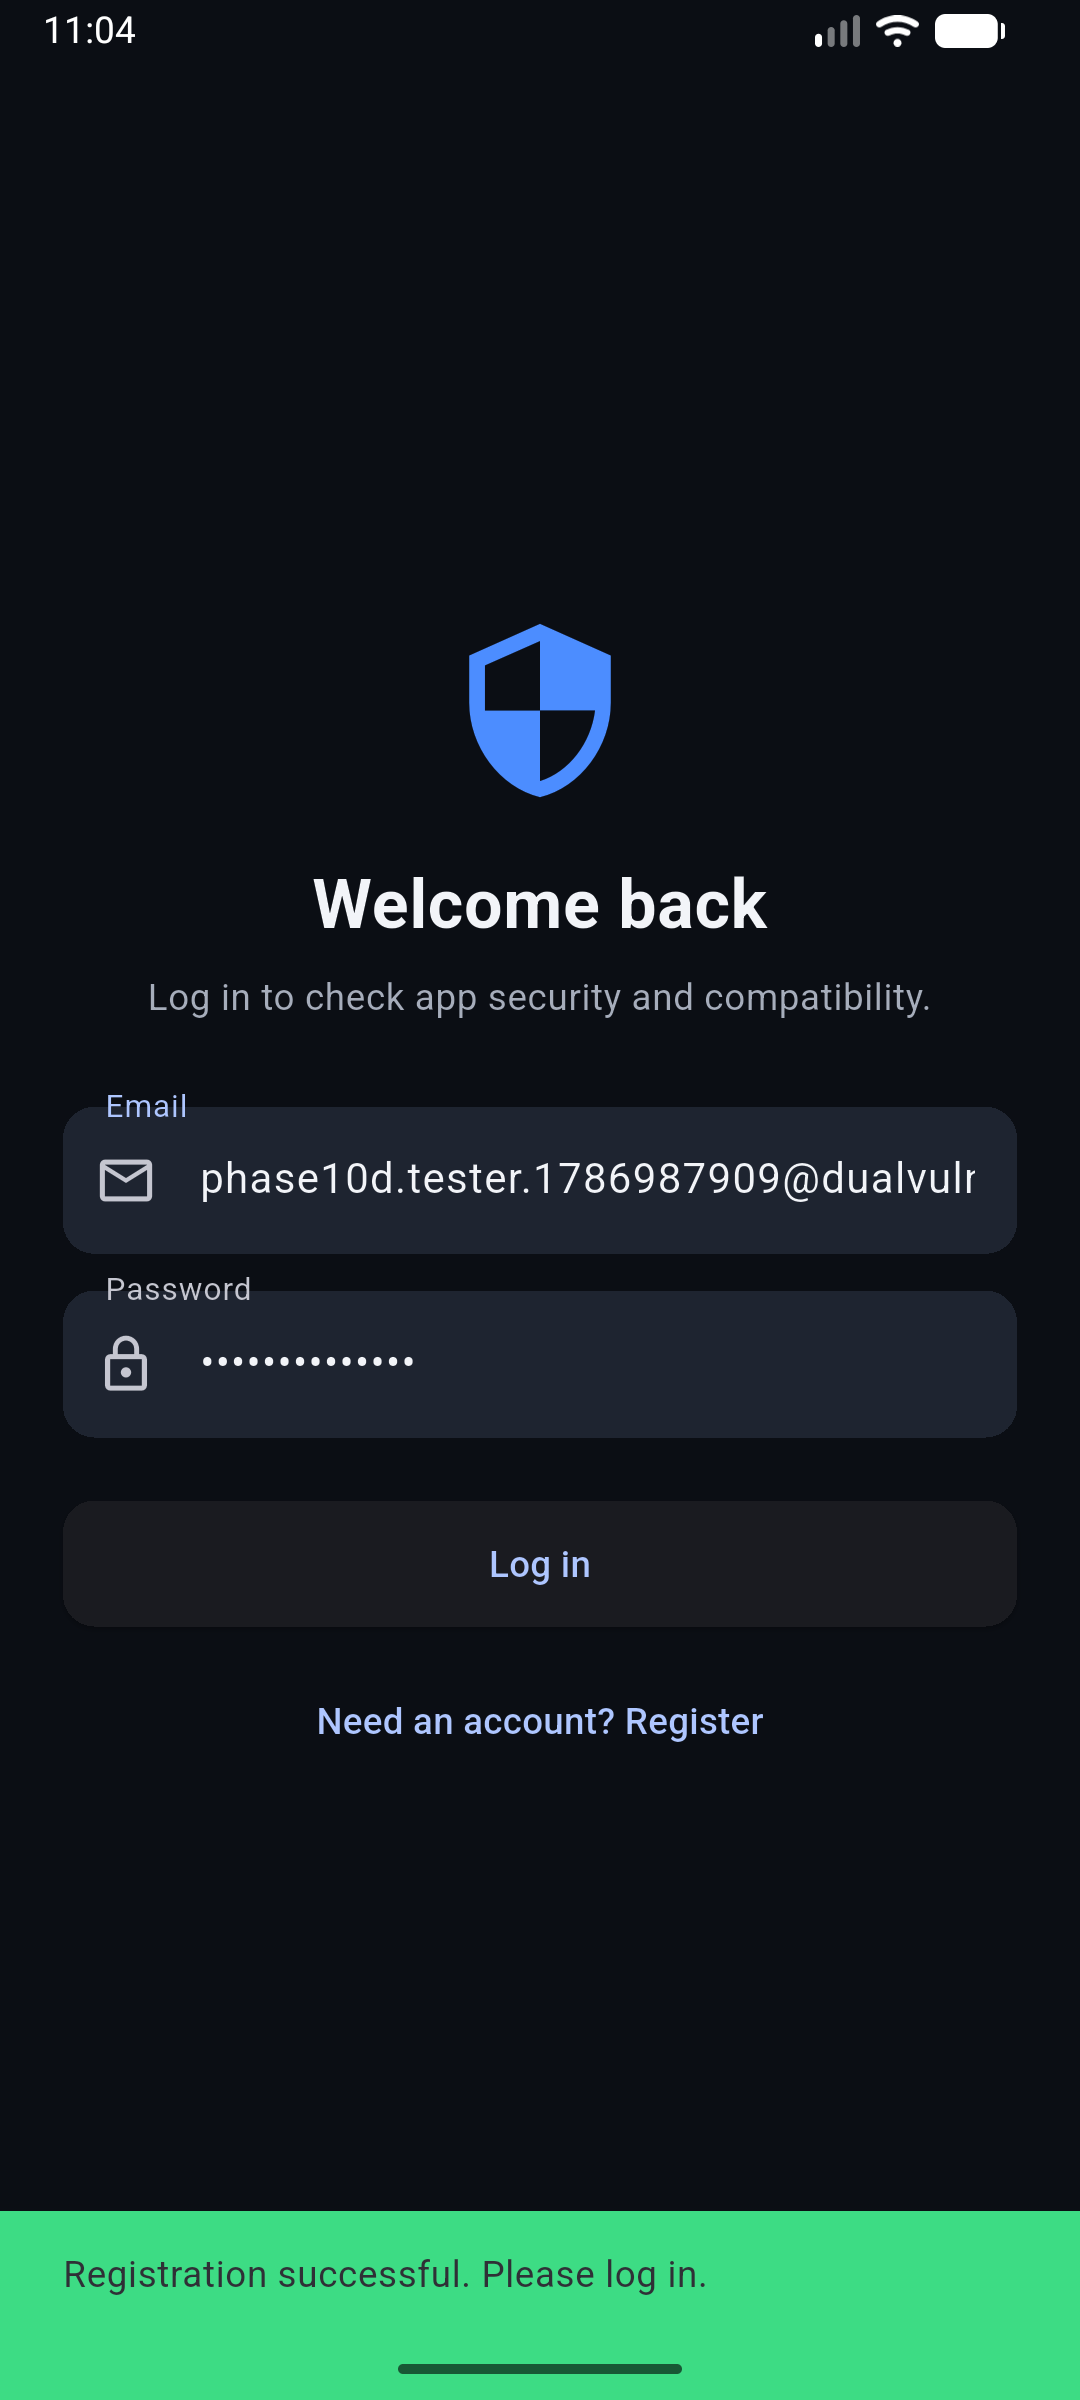 11:04
Welcome back
Log in to check app security and compatibility.
Email
phase10d.tester.1786987909@dualvuln
Password
••••••••••••••
Log in
Need an account? Register
Registration successful. Please log in.